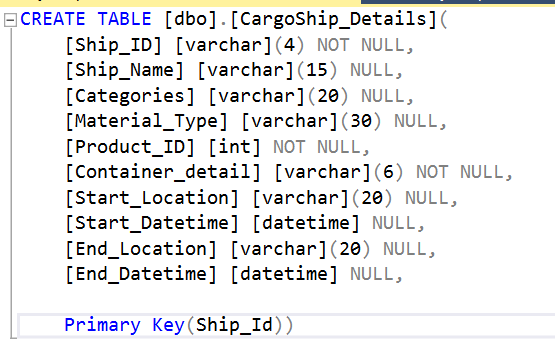 CREATE TABLE [dbo].[CargoShip_Details](
[Ship_ID] [varchar](4) NOT NULL,
[Ship_Name] [varchar](15) NULL,
[Categories] [varchar](20) NULL,
[Material_Type] [varchar](30) NULL,
[Product_ID] [int] NOT NULL,
[Container_detail] [varchar](6) NOT NULL,
[Start_Location] [varchar](20) NULL,
[Start_Datetime] [datetime] NULL,
[End_Location] [varchar](20) NULL,
[End_Datetime] [datetime] NULL,
Primary Key(Ship_Id))